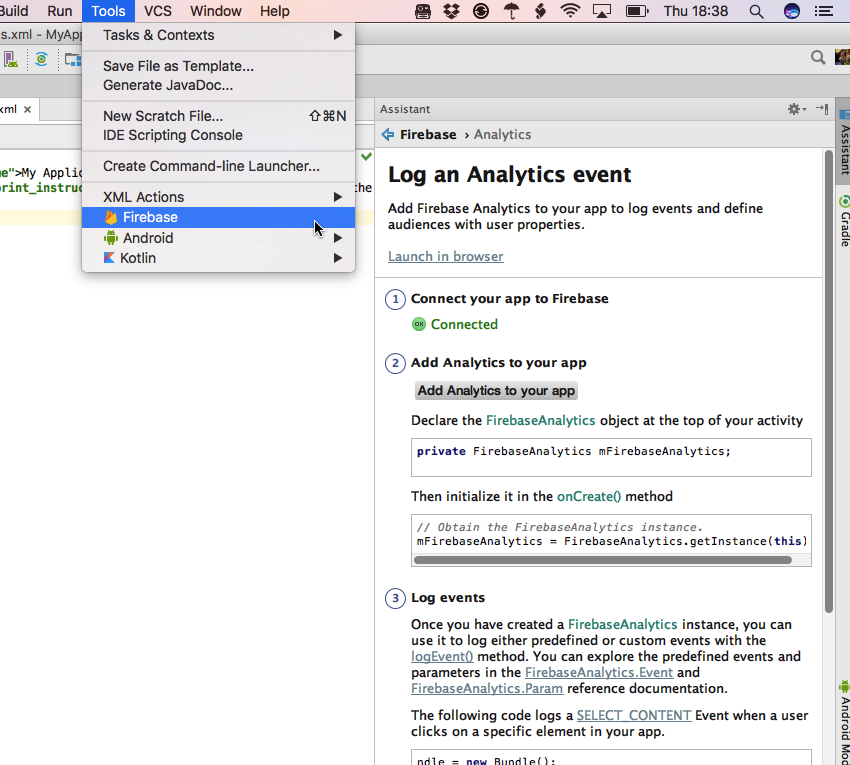 Build Run Tools VCS Window Help Thu 18:38
s.xml - MyApp
Tasks & Contexts
Save File as Template...
Generate JavaDoc...
New Scratch File... ⇧⌘N
IDE Scripting Console
Create Command-line Launcher...
XML Actions
Firebase
Android
Kotlin
xml ×
e">My Applic
print_instruc
the
Assistant
Firebase › Analytics
Log an Analytics event
Add Firebase Analytics to your app to log events and define
audiences with user properties.
Launch in browser
1 Connect your app to Firebase
OK Connected
2 Add Analytics to your app
Add Analytics to your app
Declare the FirebaseAnalytics object at the top of your activity
private FirebaseAnalytics mFirebaseAnalytics;
Then initialize it in the onCreate() method
// Obtain the FirebaseAnalytics instance.
mFirebaseAnalytics = FirebaseAnalytics.getInstance(this)
3 Log events
Once you have created a FirebaseAnalytics instance, you can
use it to log either predefined or custom events with the
logEvent() method. You can explore the predefined events and
parameters in the FirebaseAnalytics.Event and
FirebaseAnalytics.Param reference documentation.
The following code logs a SELECT_CONTENT Event when a user
clicks on a specific element in your app.
ndle = new Bundle();
Assistant
Gradle
Android Mod